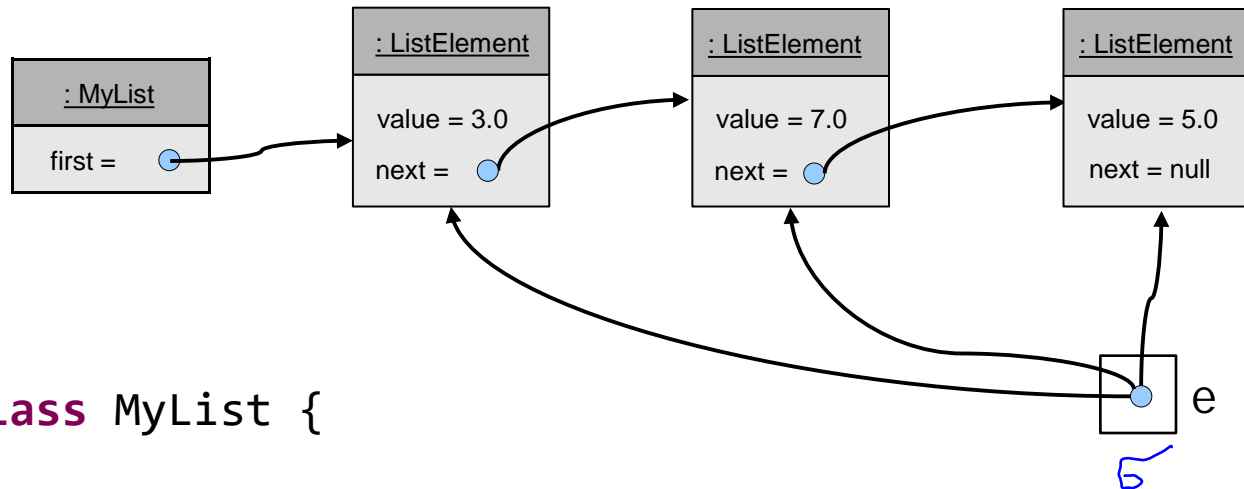 : MyList
first =
: ListElement
value = 3.0
next =
: ListElement
value = 7.0
next =
: ListElement
value = 5.0
next = null
e
lass MyList {